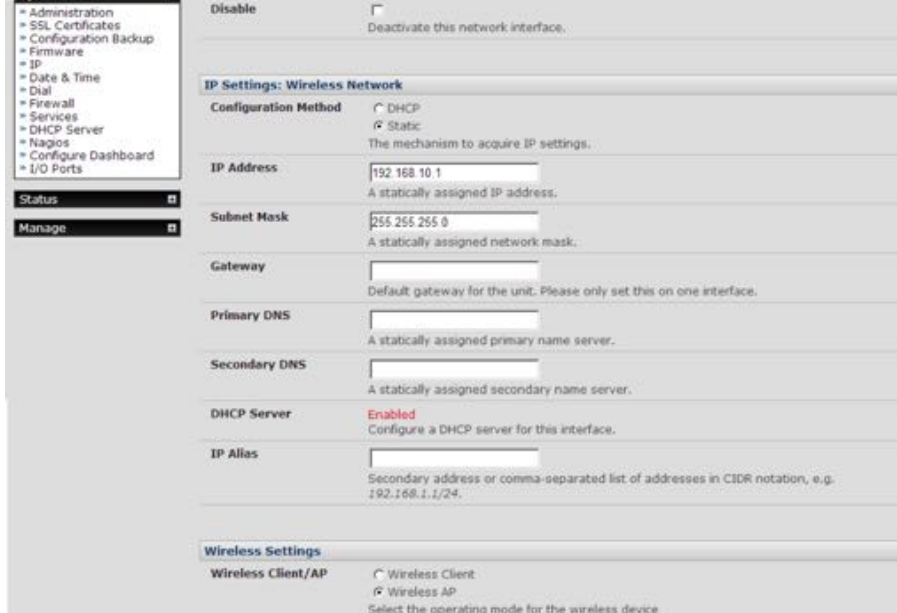 Administration
SSL Certificates
Configuration Backup
Firmware
IP
Date & Time
Dial
Firewall
Services
DHCP Server
Nagios
Configure Dashboard
I/O Ports
Status
Manage
Disable
Deactivate this network interface.
IP Settings: Wireless Network
Configuration Method
DHCP
Static
The mechanism to acquire IP settings.
IP Address
192.168.10.1
A statically assigned IP address.
Subnet Mask
255.255.255.0
A statically assigned network mask.
Gateway
Default gateway for the unit. Please only set this on one interface.
Primary DNS
A statically assigned primary name server.
Secondary DNS
A statically assigned secondary name server.
DHCP Server
Enabled
Configure a DHCP server for this interface.
IP Alias
Secondary address or comma-separated list of addresses in CIDR notation, e.g.
192.168.1.1/24.
Wireless Settings
Wireless Client/AP
Wireless Client
Wireless AP
Select the operating mode for the wireless device